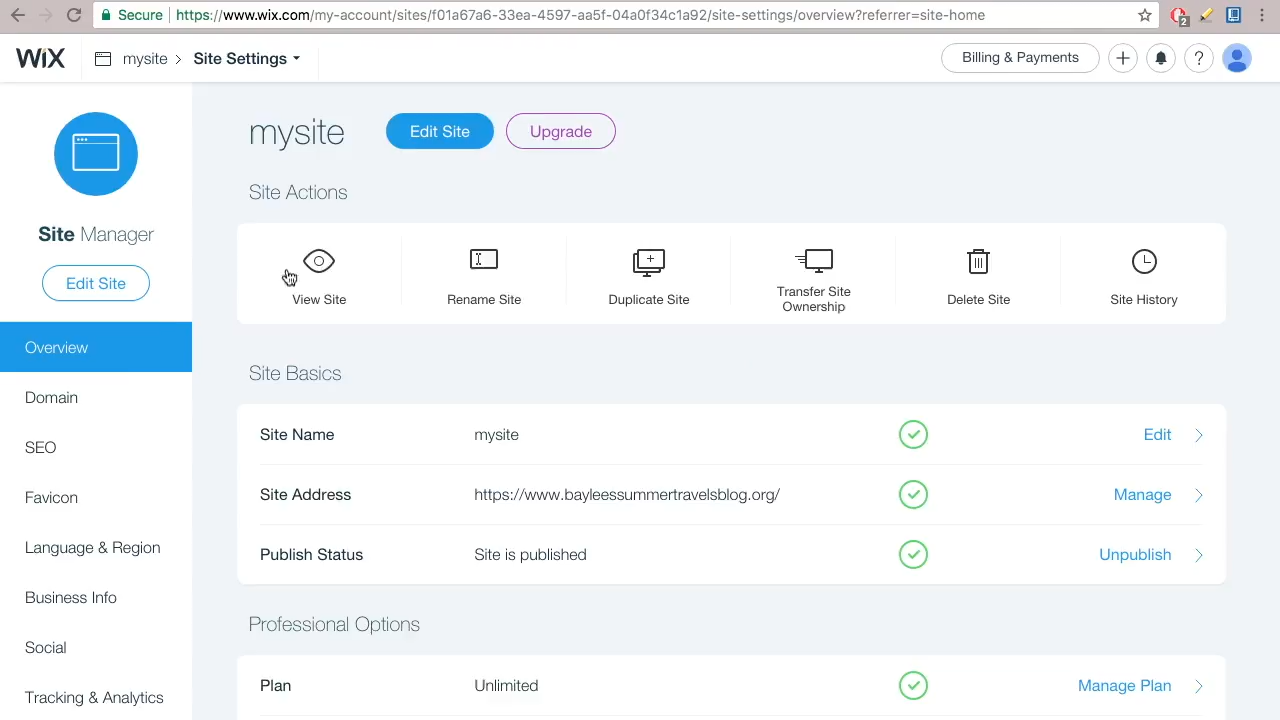 Secure https://www.wix.com/my-account/sites/f01a67a6-33ea-4597-aa5f-04a0f34c1a92/site-settings/overview?referrer=site-home
2
WiX
mysite > Site Settings
Billing & Payments
?
Site Manager
Edit Site
Overview
Domain
SEO
Favicon
Language & Region
Business Info
Social
Tracking & Analytics
mysite
Edit Site
Upgrade
Site Actions
View Site
Rename Site
Duplicate Site
Transfer Site
Ownership
Delete Site
Site History
Site Basics
Site Name mysite Edit
Site Address https://www.bayleessummertravelsblog.org/ Manage
Publish Status Site is published Unpublish
Professional Options
Plan Unlimited Manage Plan